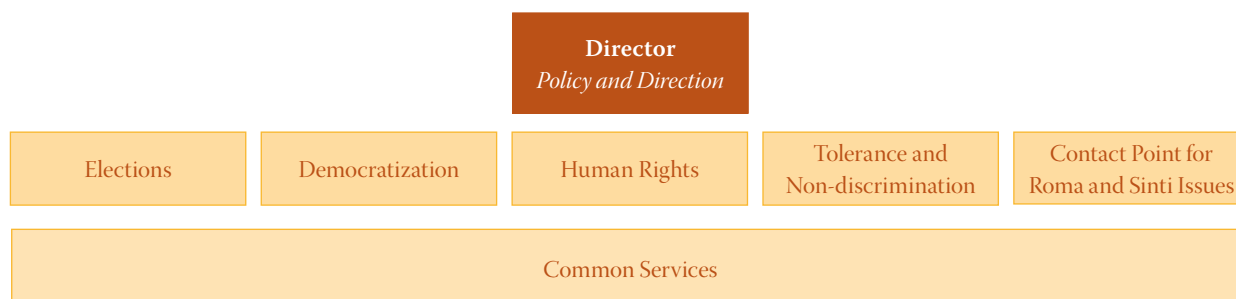 Director
Policy and Direction
Elections
Democratization
Human Rights
Tolerance and
Non-discrimination
Contact Point for
Roma and Sinti Issues
Common Services